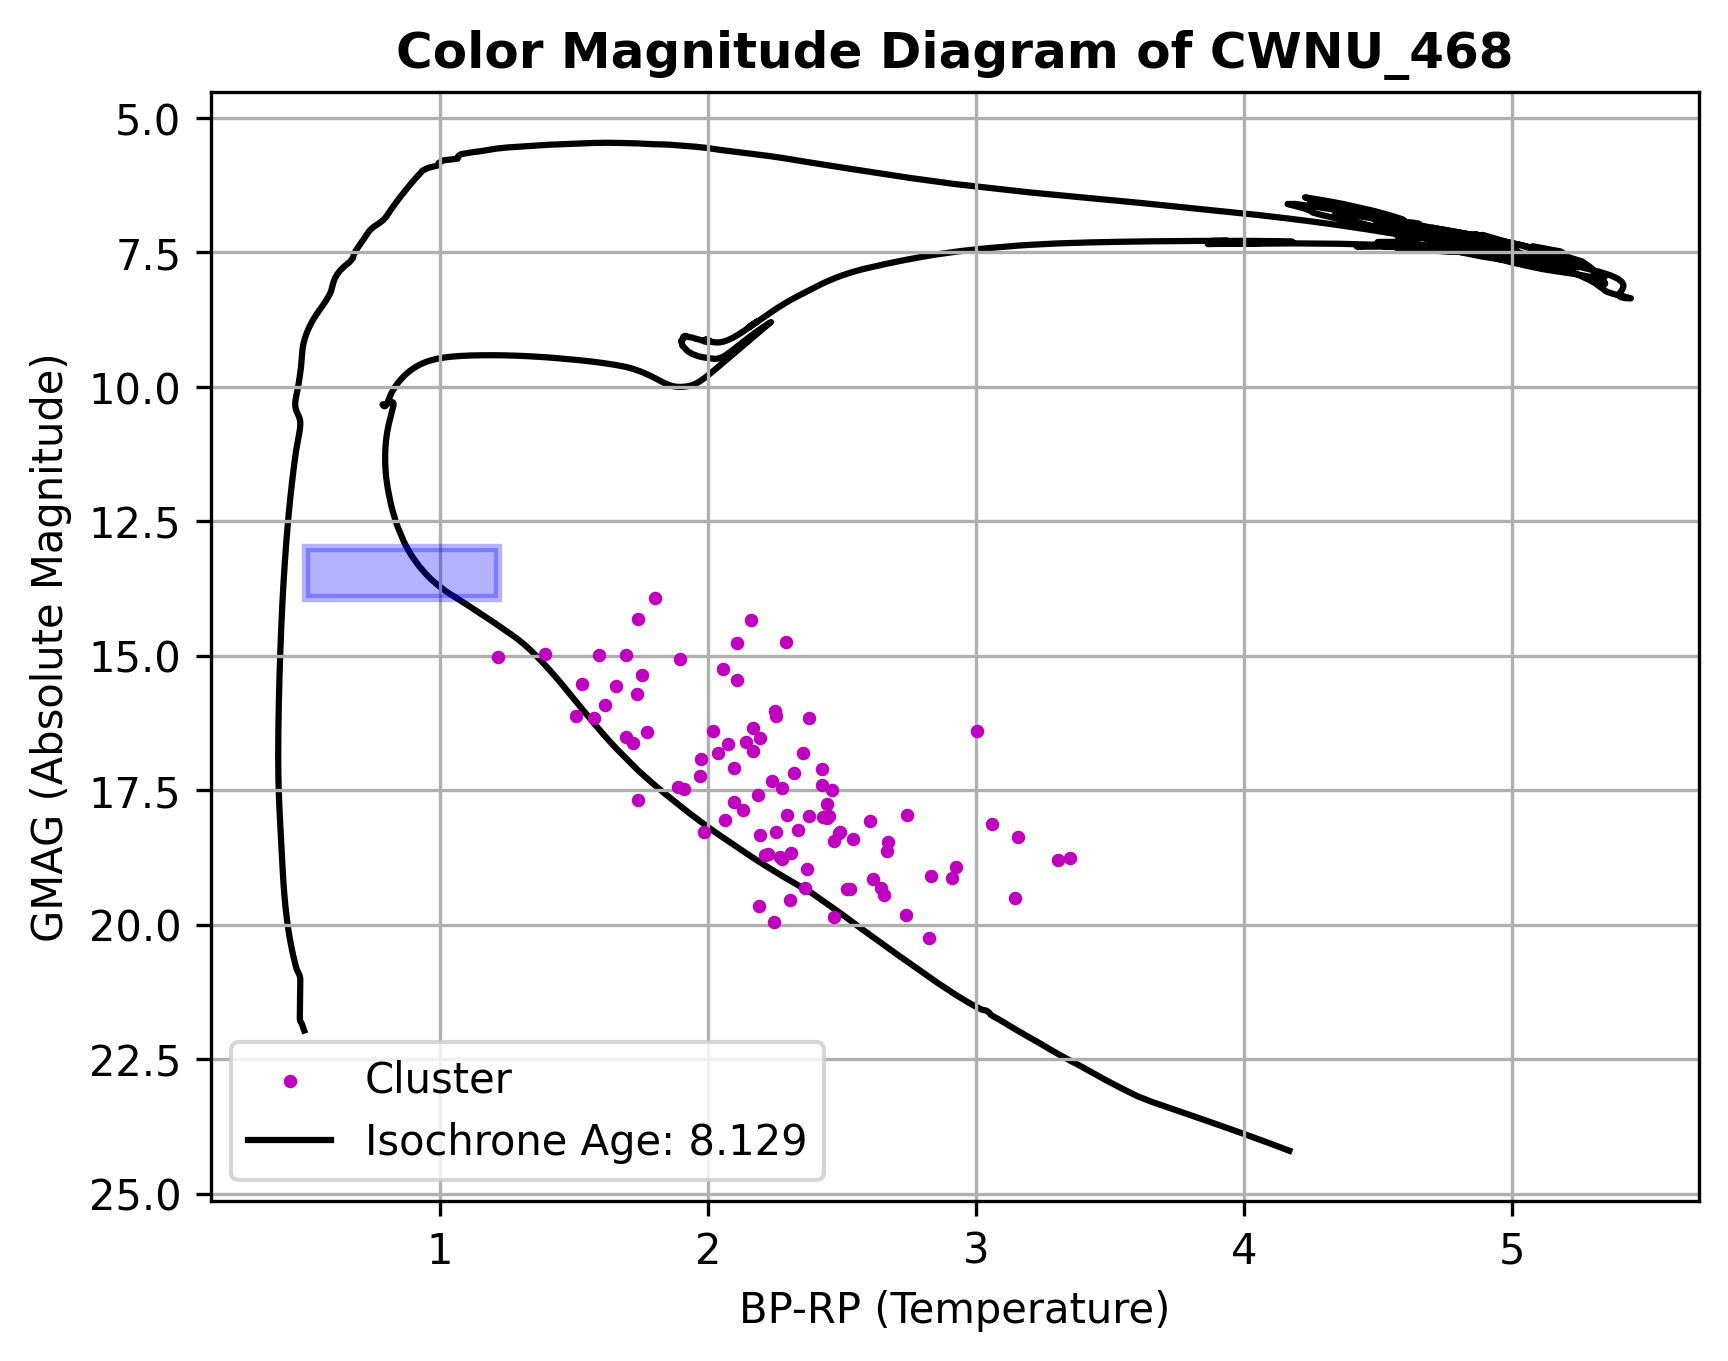 Color Magnitude Diagram of CWNU_468
GMAG (Absolute Magnitude)
5.0
7.5
10.0
12.5
15.0
17.5
20.0
22.5
25.0
Cluster
Isochrone Age: 8.129
1 2 3 4 5
BP-RP (Temperature)